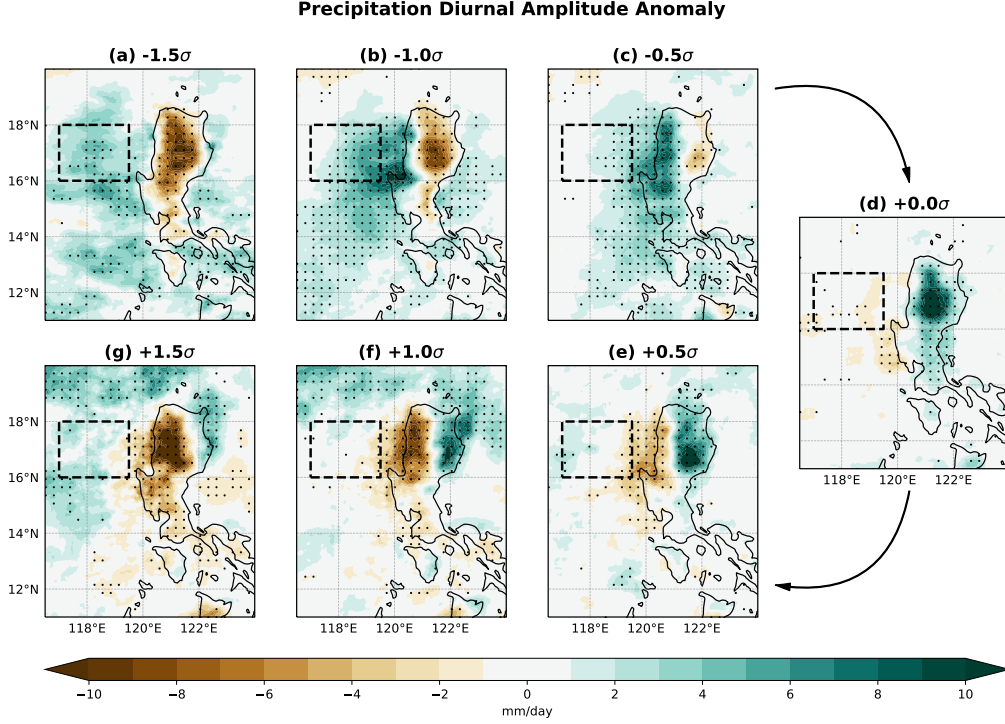 Precipitation Diurnal Amplitude Anomaly
(a) -1.5σ
(b) -1.0σ
(c) -0.5σ
18°N
16°N
14°N
12°N
(d) +0.0σ
118°E 120°E 122°E
(g) +1.5σ
(f) +1.0σ
(e) +0.5σ
18°N
16°N
14°N
12°N
118°E 120°E 122°E
118°E 120°E 122°E
118°E 120°E 122°E
−10 −8 −6 −4 −2 0 2 4 6 8 10
mm/day